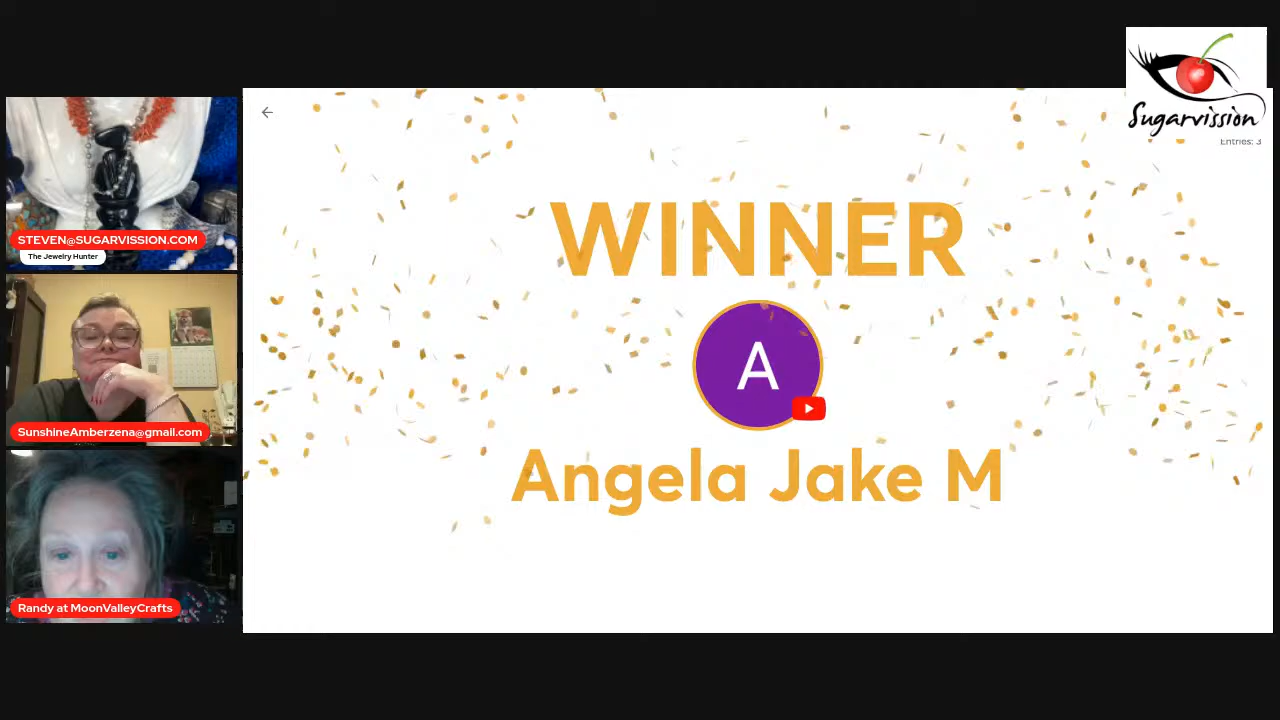 Sugarvission
Entries: 3
STEVEN@SUGARVISSION.COM
The Jewelry Hunter
SunshineAmberzena@gmail.com
Randy at MoonValleyCrafts
WINNER
A
Angela Jake M